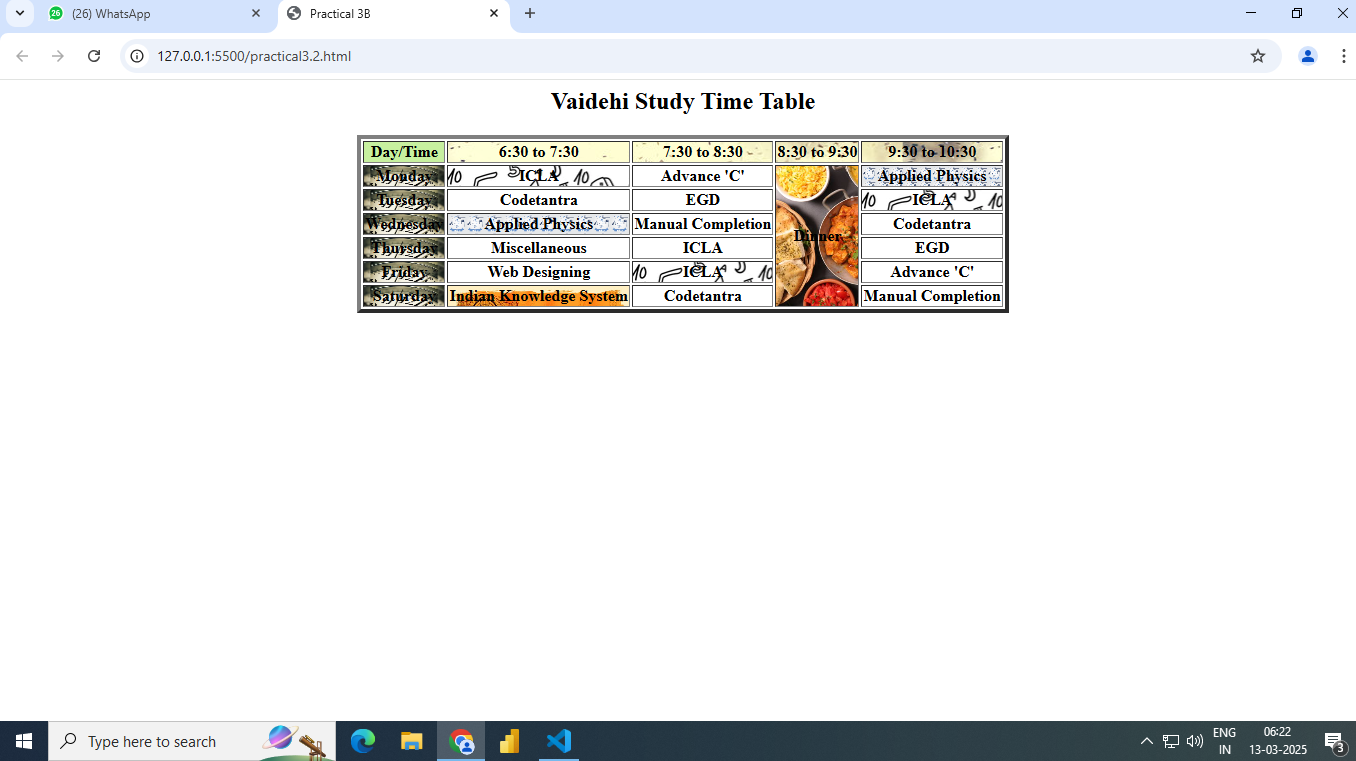 (26) WhatsApp
Practical 3B
127.0.0.1:5500/practical3.2.html
Vaidehi Study Time Table
Day/Time 6:30 to 7:30 7:30 to 8:30 8:30 to 9:30 9:30 to 10:30
Monday ICLA Advance 'C' Applied Physics
Tuesday Codetantra EGD ICLA
Wednesday Applied Physics Manual Completion Codetantra
Dinner
Thursday Miscellaneous ICLA EGD
Friday Web Designing ICLA Advance 'C'
Saturday Indian Knowledge System Codetantra Manual Completion
Type here to search
ENG
IN
06:22
13-03-2025
3